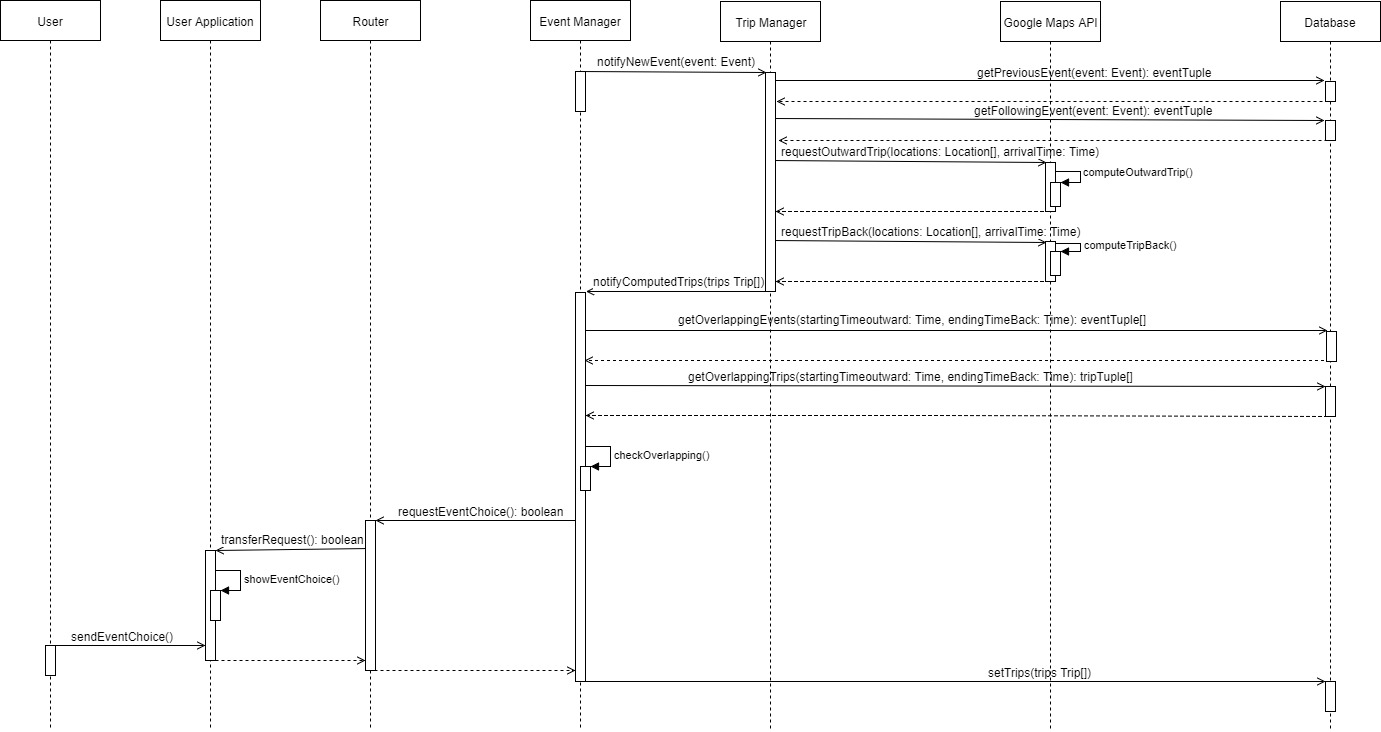 User
User Application
Router
Event Manager
Trip Manager
Google Maps API
Database
notifyNewEvent(event: Event)
getPreviousEvent(event: Event): eventTuple
getFollowingEvent(event: Event): eventTuple
requestOutwardTrip(locations: Location[], arrivalTime: Time)
computeOutwardTrip()
requestTripBack(locations: Location[], arrivalTime: Time)
computeTripBack()
notifyComputedTrips(trips Trip[])
getOverlappingEvents(startingTimeoutward: Time, endingTimeBack: Time): eventTuple[]
getOverlappingTrips(startingTimeoutward: Time, endingTimeBack: Time): tripTuple[]
checkOverlapping()
requestEventChoice(): boolean
transferRequest(): boolean
showEventChoice()
sendEventChoice()
setTrips(trips Trip[])